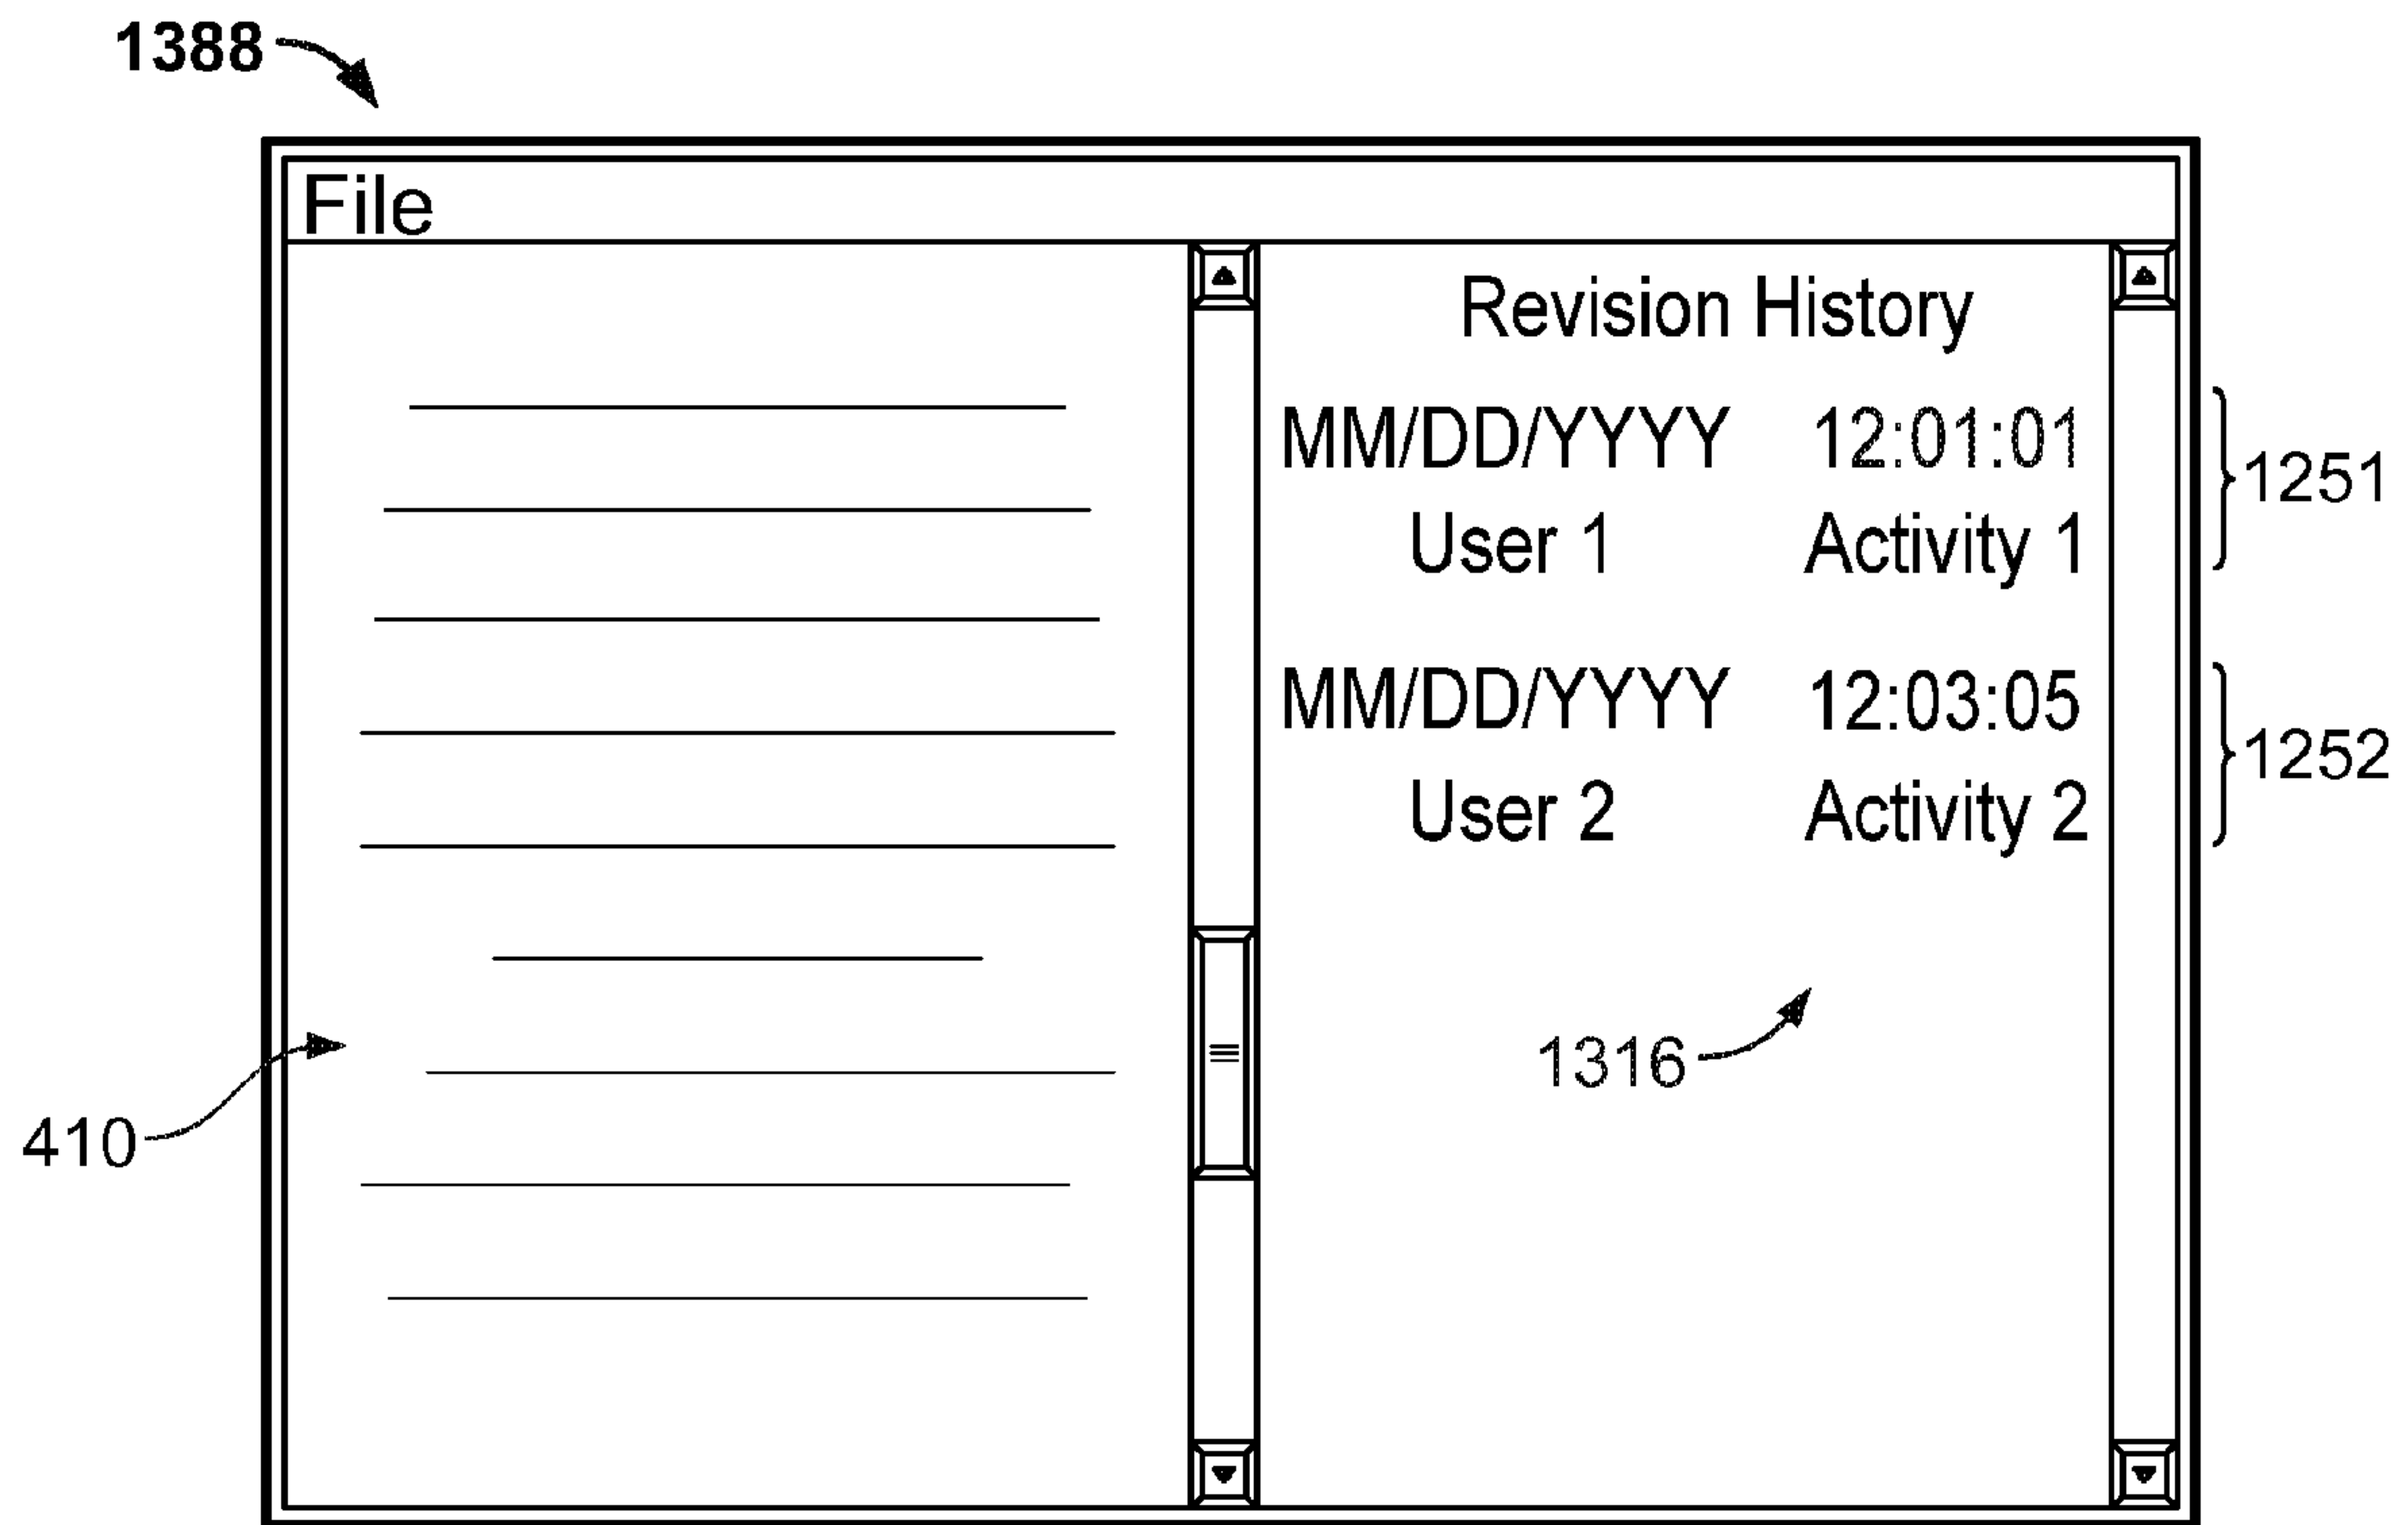 1388
File
Revision History
MM/DD/YYYY 12:01:01
User 1 Activity 1
1251
MM/DD/YYYY 12:03:05
User 2 Activity 2
1252
1316
410